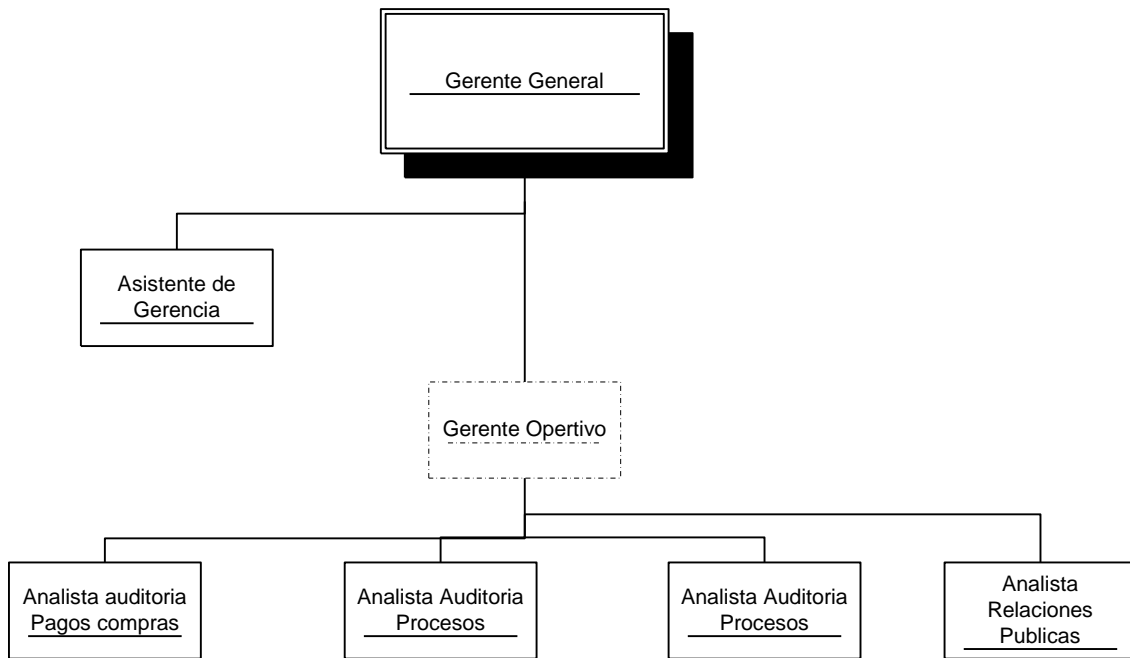 Gerente General
Asistente de
Gerencia
Gerente Opertivo
Analista auditoria
Pagos compras
Analista Auditoria
Procesos
Analista Auditoria
Procesos
Analista
Relaciones
Publicas